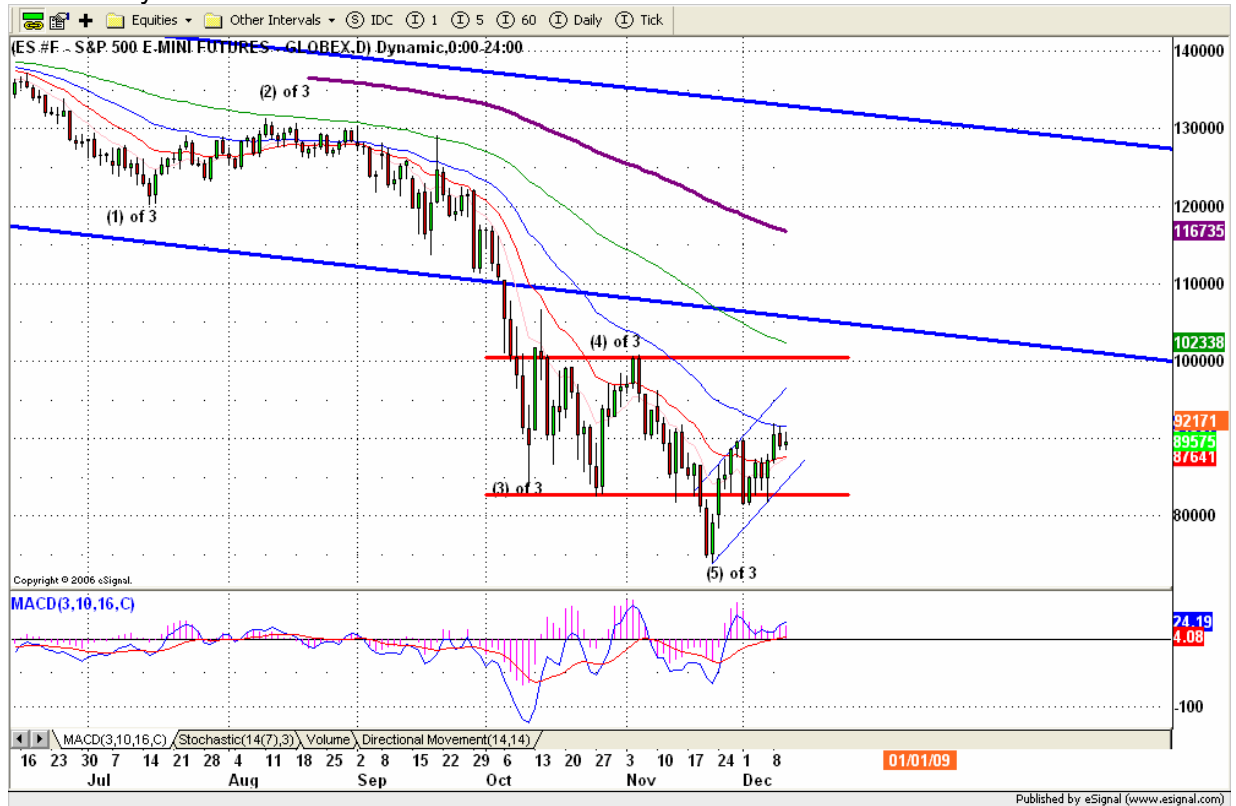 Equities Other Intervals S IDC I 1 I 5 I 60 I Daily I Tick
(ES #F - S&P 500 E-MINI FUTURES - GLOBEX,D) Dynamic,0:00-24:00
140000
(2) of 3
130000
120000
(1) of 3
116735
110000
102338
(4) of 3
100000
92171
89575
87641
(3) of 3
80000
(5) of 3
Copyright © 2006 eSignal.
MACD(3,10,16,C)
24.19
4.08
-100
MACD(3,10,16,C) Stochastic(14(7),3) Volume Directional Movement(14,14)
16 23 30 7 14 21 28 4 11 18 25 2 8 15 22 29 6 13 20 27 3 10 17 24 1 8 01/01/09
Jul Aug Sep Oct Nov Dec
Published by eSignal (www.esignal.com)